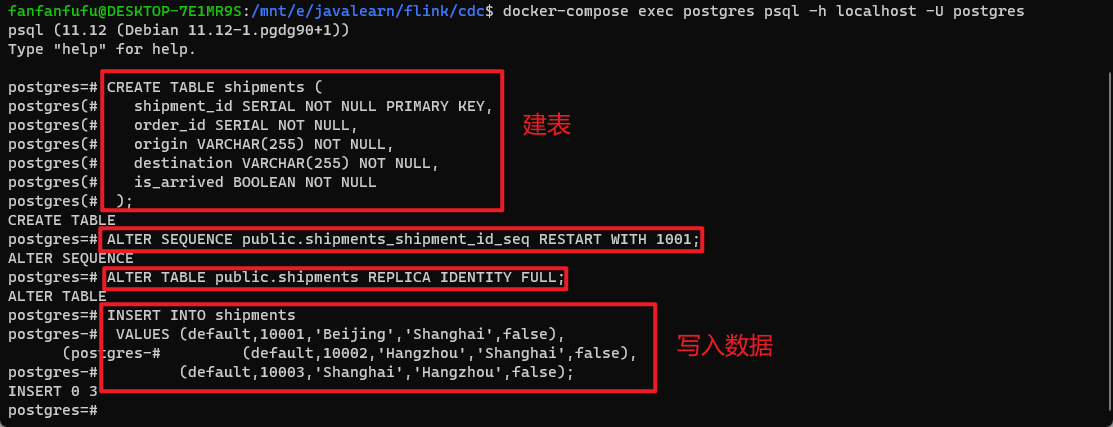 fanfanfufu@DESKTOP-7E1MR9S:/mnt/e/javalearn/flink/cdc$ docker-compose exec postgres psql -h localhost -U postgres
psql (11.12 (Debian 11.12-1.pgdg90+1))
Type "help" for help.
postgres=# CREATE TABLE shipments (
postgres(#    shipment_id SERIAL NOT NULL PRIMARY KEY,
postgres(#    order_id SERIAL NOT NULL,
建表
postgres(#    origin VARCHAR(255) NOT NULL,
postgres(#    destination VARCHAR(255) NOT NULL,
postgres(#    is_arrived BOOLEAN NOT NULL
postgres(#  );
CREATE TABLE
postgres=# ALTER SEQUENCE public.shipments_shipment_id_seq RESTART WITH 1001;
ALTER SEQUENCE
postgres=# ALTER TABLE public.shipments REPLICA IDENTITY FULL;
ALTER TABLE
postgres=# INSERT INTO shipments
postgres-#  VALUES (default,10001,'Beijing','Shanghai',false),
(postgres-#         (default,10002,'Hangzhou','Shanghai',false),
写入数据
postgres-#         (default,10003,'Shanghai','Hangzhou',false);
INSERT 0 3
postgres=#